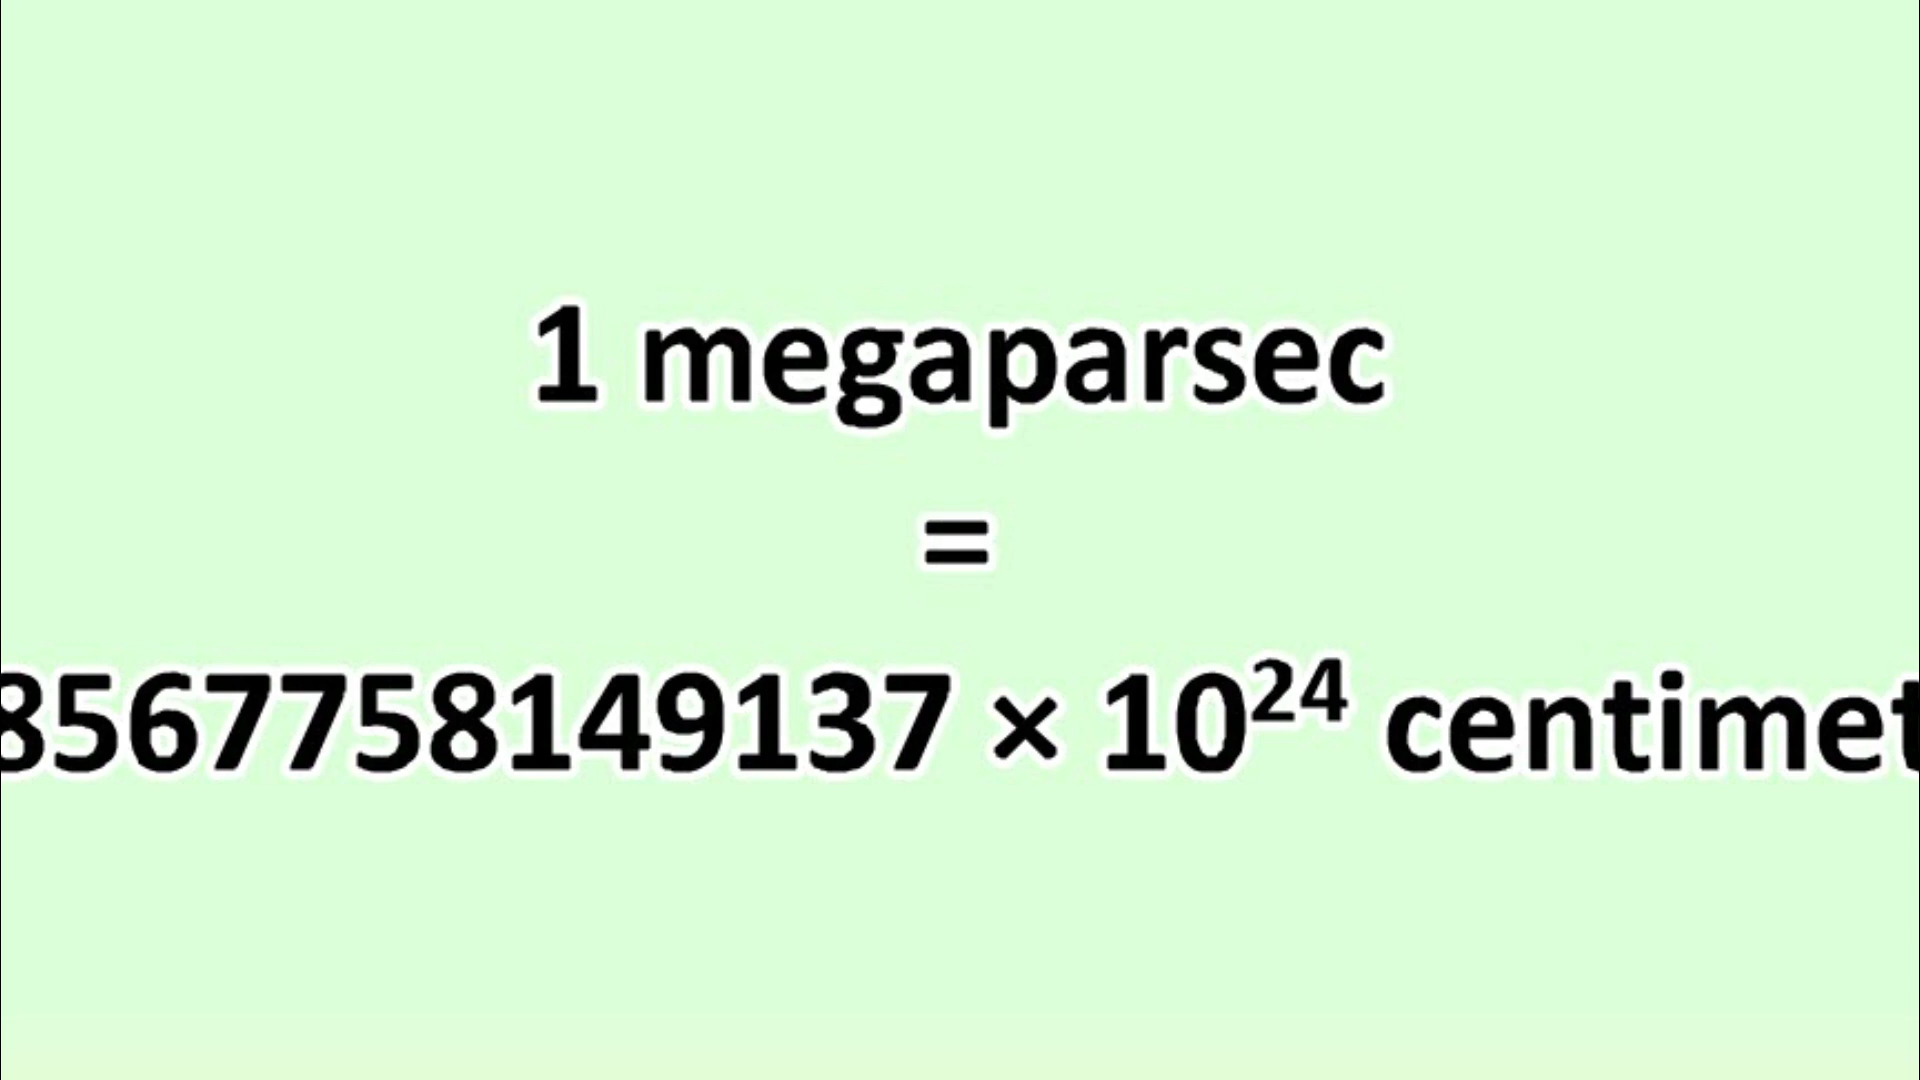 1 megaparsec
=
8567758149137 × 10²⁴ centimet